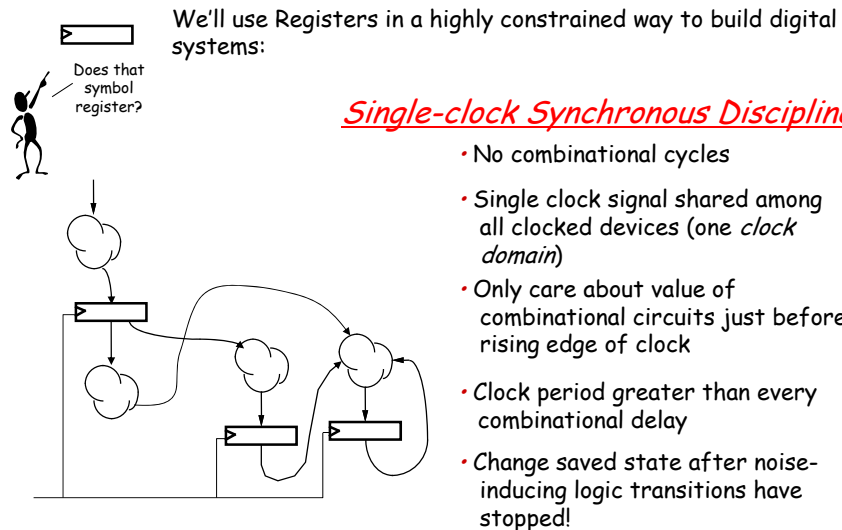 We'll use Registers in a highly constrained way to build digital
systems:
Does that
symbol
register?
Single-clock Synchronous Disciplin
• No combinational cycles
• Single clock signal shared among
all clocked devices (one clock
domain)
• Only care about value of
combinational circuits just before
rising edge of clock
• Clock period greater than every
combinational delay
• Change saved state after noise-
inducing logic transitions have
stopped!